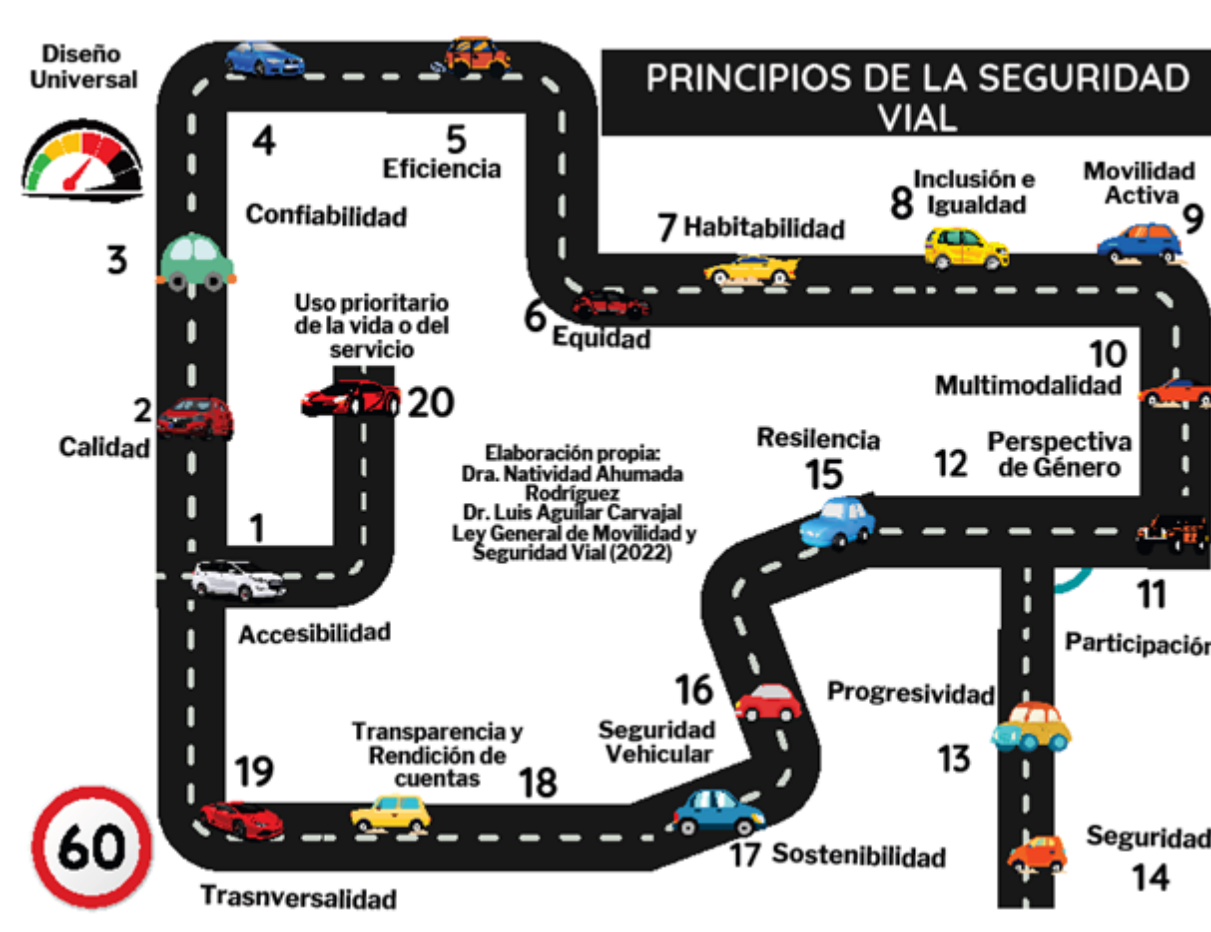 PRINCIPIOS DE LA SEGURIDAD
VIAL
Diseño
Universal
3
4
Confiabilidad
5
Eficiencia
6
Equidad
7 Habitabilidad
8
Inclusión e
Igualdad
Movilidad
Activa
9
10
Multimodalidad
Uso prioritario
de la vida o del
servicio
20
2
Calidad
1
Accesibilidad
Elaboración propia:
Dra. Natividad Ahumada
Rodríguez
Dr. Luis Aguilar Carvajal
Ley General de Movilidad y
Seguridad Vial (2022)
Resilencia
15
12
Perspectiva
de Género
11
Participación
16
Seguridad
Vehicular
Progresividad
13
Seguridad
14
17 Sostenibilidad
Transparencia y
Rendición de
cuentas
18
19
Trasnversalidad
60